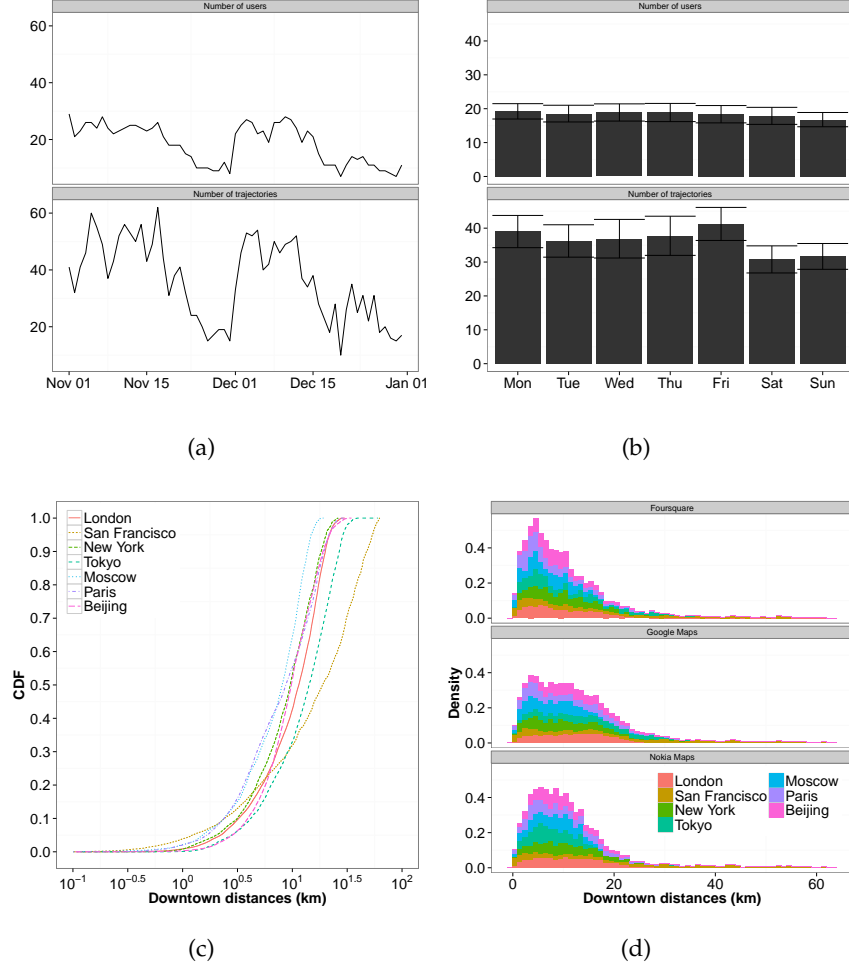 Number of users
60
40
20
Number of trajectories
60
40
20
Nov 01 Nov 15 Dec 01 Dec 15 Jan 01
(a)
Number of users
40
30
20
10
0
Number of trajectories
40
30
20
10
0
Mon Tue Wed Thu Fri Sat Sun
(b)
CDF
1.0
0.9
0.8
0.7
0.6
0.5
0.4
0.3
0.2
0.1
0.0
London
San Francisco
New York
Tokyo
Moscow
Paris
Beijing
10^−1 10^−0.5 10^0 10^0.5 10^1 10^1.5 10^2
Downtown distances (km)
(c)
Density
Foursquare
0.4
0.2
0.0
Google Maps
0.4
0.2
0.0
Nokia Maps
0.4
0.2
0.0
London
San Francisco
New York
Tokyo
Moscow
Paris
Beijing
0 20 40 60
Downtown distances (km)
(d)